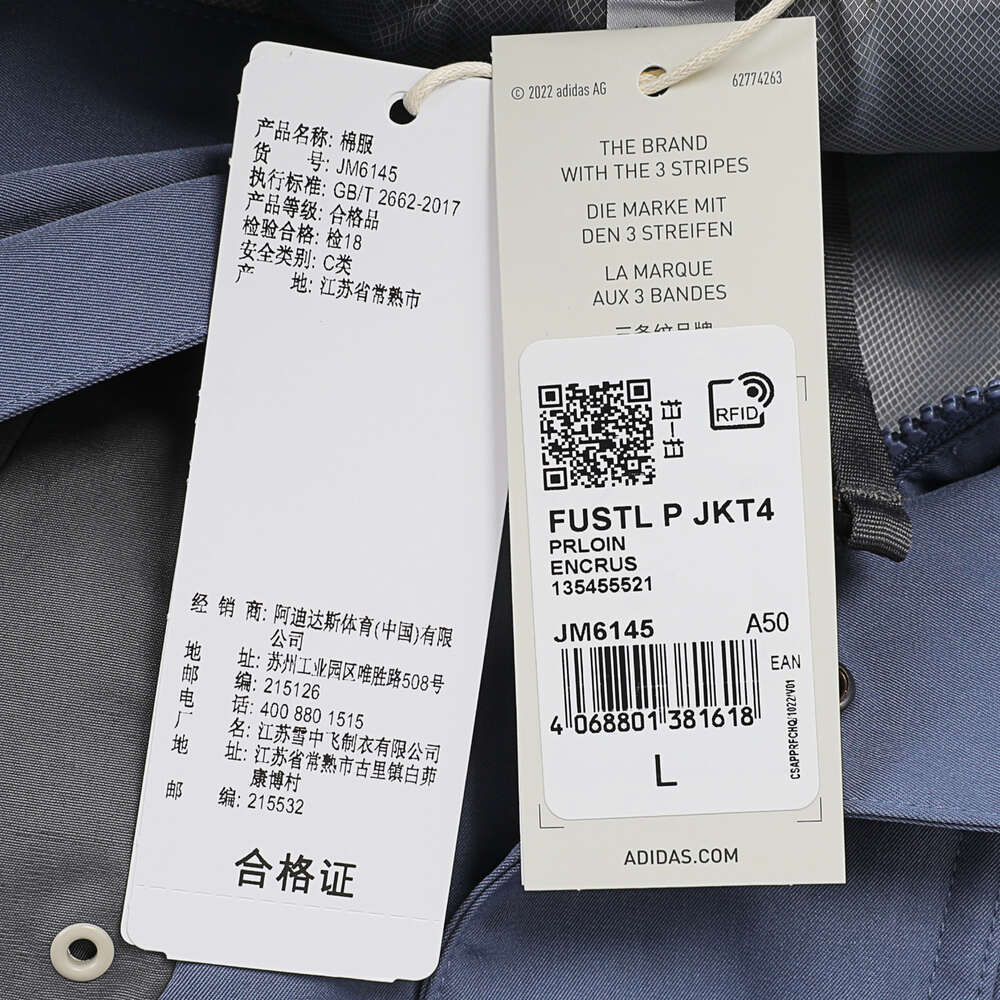 产品名称: 棉服
货 号: JM6145
执行标准: GB/T 2662-2017
产品等级: 合格品
检验合格: 检18
安全类别: C类
产 地: 江苏省常熟市
经 销 商: 阿迪达斯体育(中国)有限
公司
地 址: 苏州工业园区唯胜路508号
邮 编: 215126
电 话: 400 880 1515
厂 名: 江苏雪中飞制衣有限公司
地 址: 江苏省常熟市古里镇白茆
康博村
邮 编: 215532
合格证
© 2022 adidas AG
62774263
THE BRAND
WITH THE 3 STRIPES
DIE MARKE MIT
DEN 3 STREIFEN
LA MARQUE
AUX 3 BANDES
三条纹品牌
扫一扫
RFID
FUSTL P JKT4
PRLOIN
ENCRUS
135455521
JM6145 A50
EAN
4 068801 381618
CSAPPRFCHQ/1022/V01
L
ADIDAS.COM